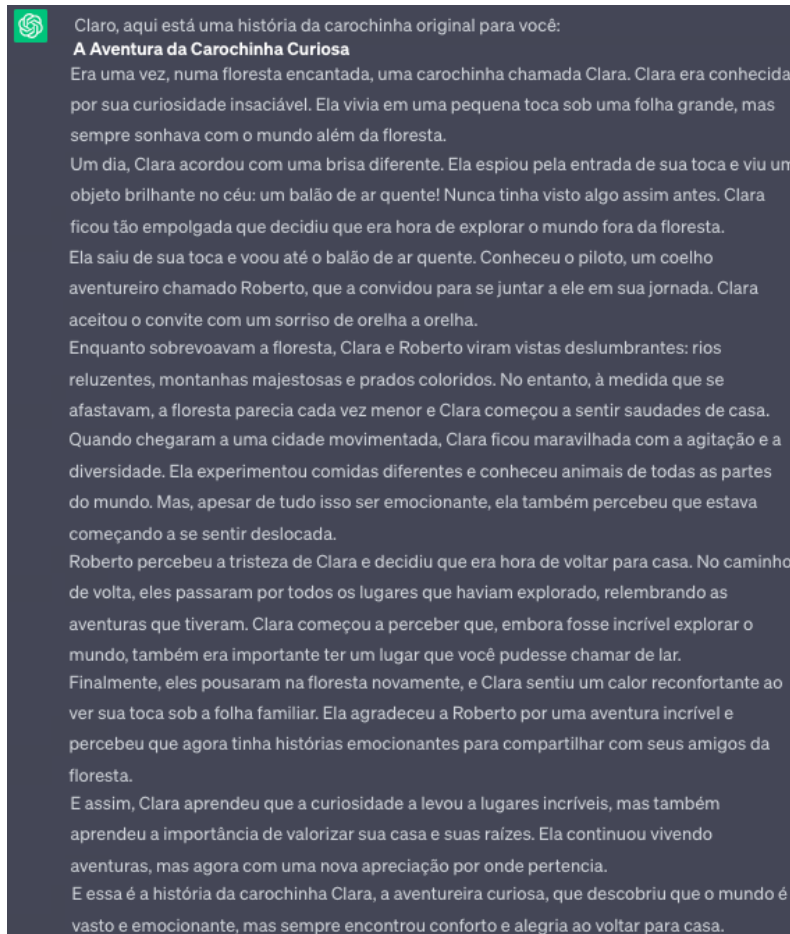 Claro, aqui está uma história da carochinha original para você:
A Aventura da Carochinha Curiosa
Era uma vez, numa floresta encantada, uma carochinha chamada Clara. Clara era conhecida
por sua curiosidade insaciável. Ela vivia em uma pequena toca sob uma folha grande, mas
sempre sonhava com o mundo além da floresta.
Um dia, Clara acordou com uma brisa diferente. Ela espiou pela entrada de sua toca e viu um
objeto brilhante no céu: um balão de ar quente! Nunca tinha visto algo assim antes. Clara
ficou tão empolgada que decidiu que era hora de explorar o mundo fora da floresta.
Ela saiu de sua toca e voou até o balão de ar quente. Conheceu o piloto, um coelho
aventureiro chamado Roberto, que a convidou para se juntar a ele em sua jornada. Clara
aceitou o convite com um sorriso de orelha a orelha.
Enquanto sobrevoavam a floresta, Clara e Roberto viram vistas deslumbrantes: rios
reluzentes, montanhas majestosas e prados coloridos. No entanto, à medida que se
afastavam, a floresta parecia cada vez menor e Clara começou a sentir saudades de casa.
Quando chegaram a uma cidade movimentada, Clara ficou maravilhada com a agitação e a
diversidade. Ela experimentou comidas diferentes e conheceu animais de todas as partes
do mundo. Mas, apesar de tudo isso ser emocionante, ela também percebeu que estava
começando a se sentir deslocada.
Roberto percebeu a tristeza de Clara e decidiu que era hora de voltar para casa. No caminho
de volta, eles passaram por todos os lugares que haviam explorado, relembrando as
aventuras que tiveram. Clara começou a perceber que, embora fosse incrível explorar o
mundo, também era importante ter um lugar que você pudesse chamar de lar.
Finalmente, eles pousaram na floresta novamente, e Clara sentiu um calor reconfortante ao
ver sua toca sob a folha familiar. Ela agradeceu a Roberto por uma aventura incrível e
percebeu que agora tinha histórias emocionantes para compartilhar com seus amigos da
floresta.
E assim, Clara aprendeu que a curiosidade a levou a lugares incríveis, mas também
aprendeu a importância de valorizar sua casa e suas raízes. Ela continuou vivendo
aventuras, mas agora com uma nova apreciação por onde pertencia.
E essa é a história da carochinha Clara, a aventureira curiosa, que descobriu que o mundo é
vasto e emocionante, mas sempre encontrou conforto e alegria ao voltar para casa.